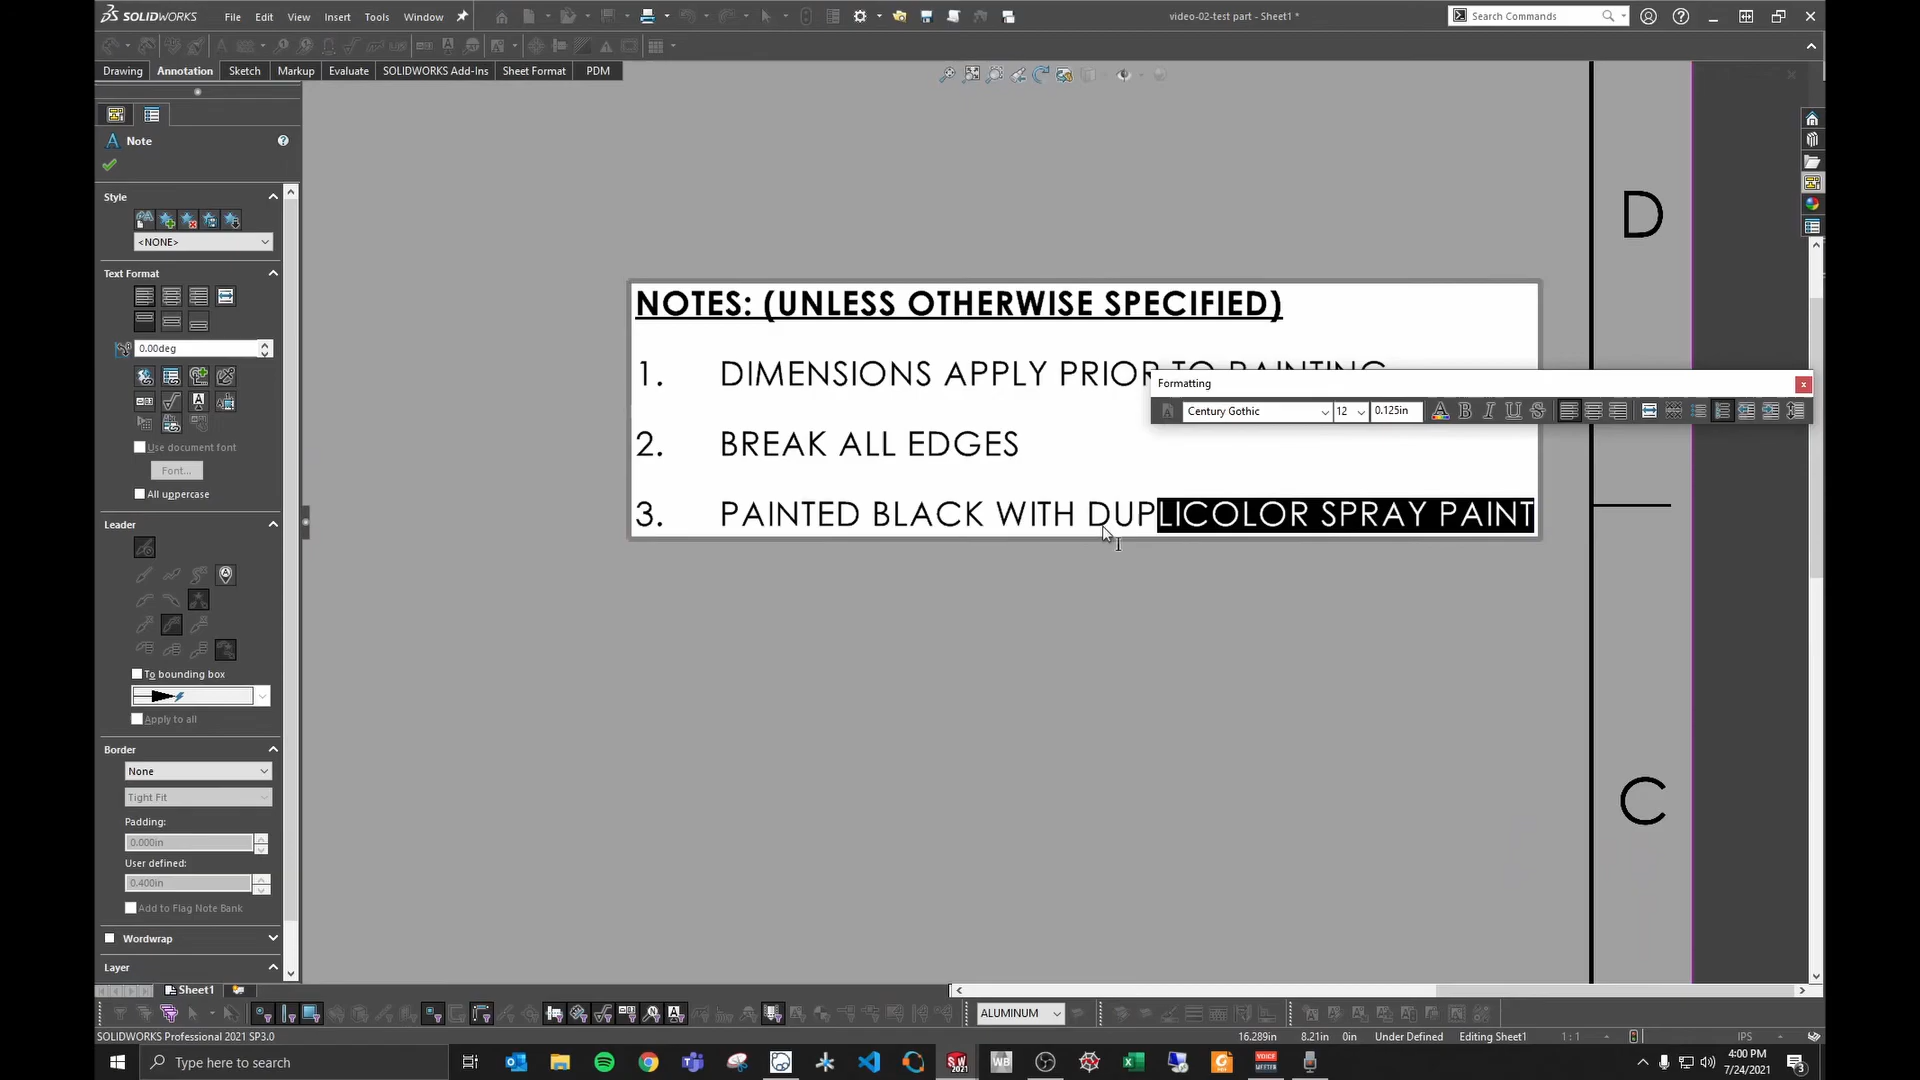 SOLIDWORKS File Edit View Insert Tools Window video-02-test part - Sheet1 * Search Commands
Drawing Annotation Sketch Markup Evaluate SOLIDWORKS Add-Ins Sheet Format PDM
Note
Style
<NONE>
Text Format
0.00deg
Use document font
Font...
All uppercase
Leader
To bounding box
Apply to all
Border
None
Tight Fit
Padding:
0.000in
User defined:
0.400in
Add to Flag Note Bank
Wordwrap
Layer
NOTES: (UNLESS OTHERWISE SPECIFIED)
1. DIMENSIONS APPLY PRIOR TO PAINTING
2. BREAK ALL EDGES
3. PAINTED BLACK WITH DUPLICOLOR SPRAY PAINT
Formatting
Century Gothic 12 0.125in
D
C
Sheet1
ALUMINUM
SOLIDWORKS Professional 2021 SP3.0 16.289in 8.21in 0in Under Defined Editing Sheet1 1 : 1 IPS
Type here to search
4:00 PM
7/24/2021